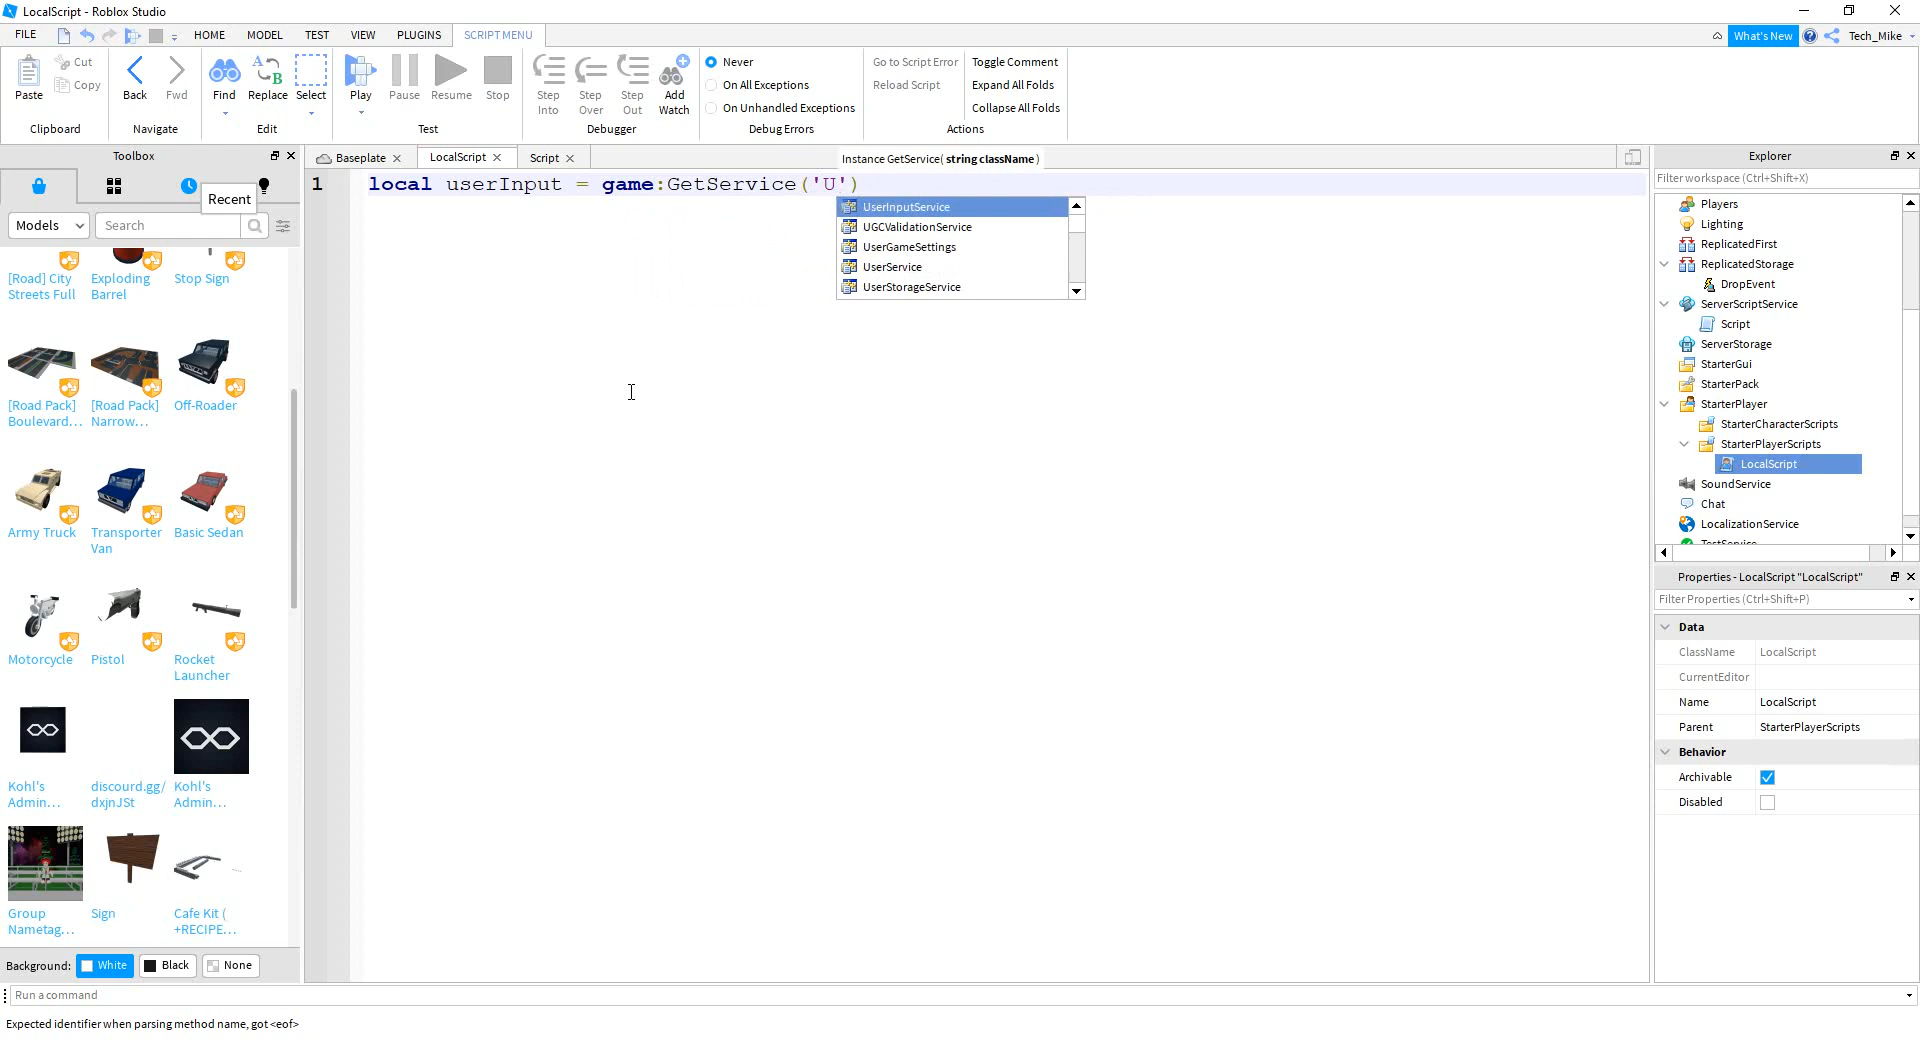 LocalScript - Roblox Studio
FILE HOME MODEL TEST VIEW PLUGINS SCRIPT MENU What's New Tech_Mike
Paste Cut Copy Clipboard
Back Fwd Navigate
Find Replace Select Edit
Play Pause Resume Stop Test
Step Into Step Over Step Out Add Watch Debugger
Never
On All Exceptions
On Unhandled Exceptions
Debug Errors
Go to Script Error Toggle Comment
Reload Script Expand All Folds
Collapse All Folds
Actions
Toolbox
Recent
Models Search
[Road] City Streets Full
Exploding Barrel
Stop Sign
[Road Pack] Boulevard...
[Road Pack] Narrow...
Off-Roader
Army Truck
Transporter Van
Basic Sedan
Motorcycle
Pistol
Rocket Launcher
Kohl's Admin...
discourd.gg/dxjnJSt
Kohl's Admin...
Group Nametag...
Sign
Cafe Kit ( +RECIPE...
Background: White Black None
Baseplate LocalScript Script
Instance GetService( string className )
1 local userInput = game:GetService('U')
UserInputService
UGCValidationService
UserGameSettings
UserService
UserStorageService
Explorer
Filter workspace (Ctrl+Shift+X)
Players
Lighting
ReplicatedFirst
ReplicatedStorage
DropEvent
ServerScriptService
Script
ServerStorage
StarterGui
StarterPack
StarterPlayer
StarterCharacterScripts
StarterPlayerScripts
LocalScript
SoundService
Chat
LocalizationService
TestService
Properties - LocalScript "LocalScript"
Filter Properties (Ctrl+Shift+P)
Data
ClassName LocalScript
CurrentEditor
Name LocalScript
Parent StarterPlayerScripts
Behavior
Archivable
Disabled
Run a command
Expected identifier when parsing method name, got <eof>